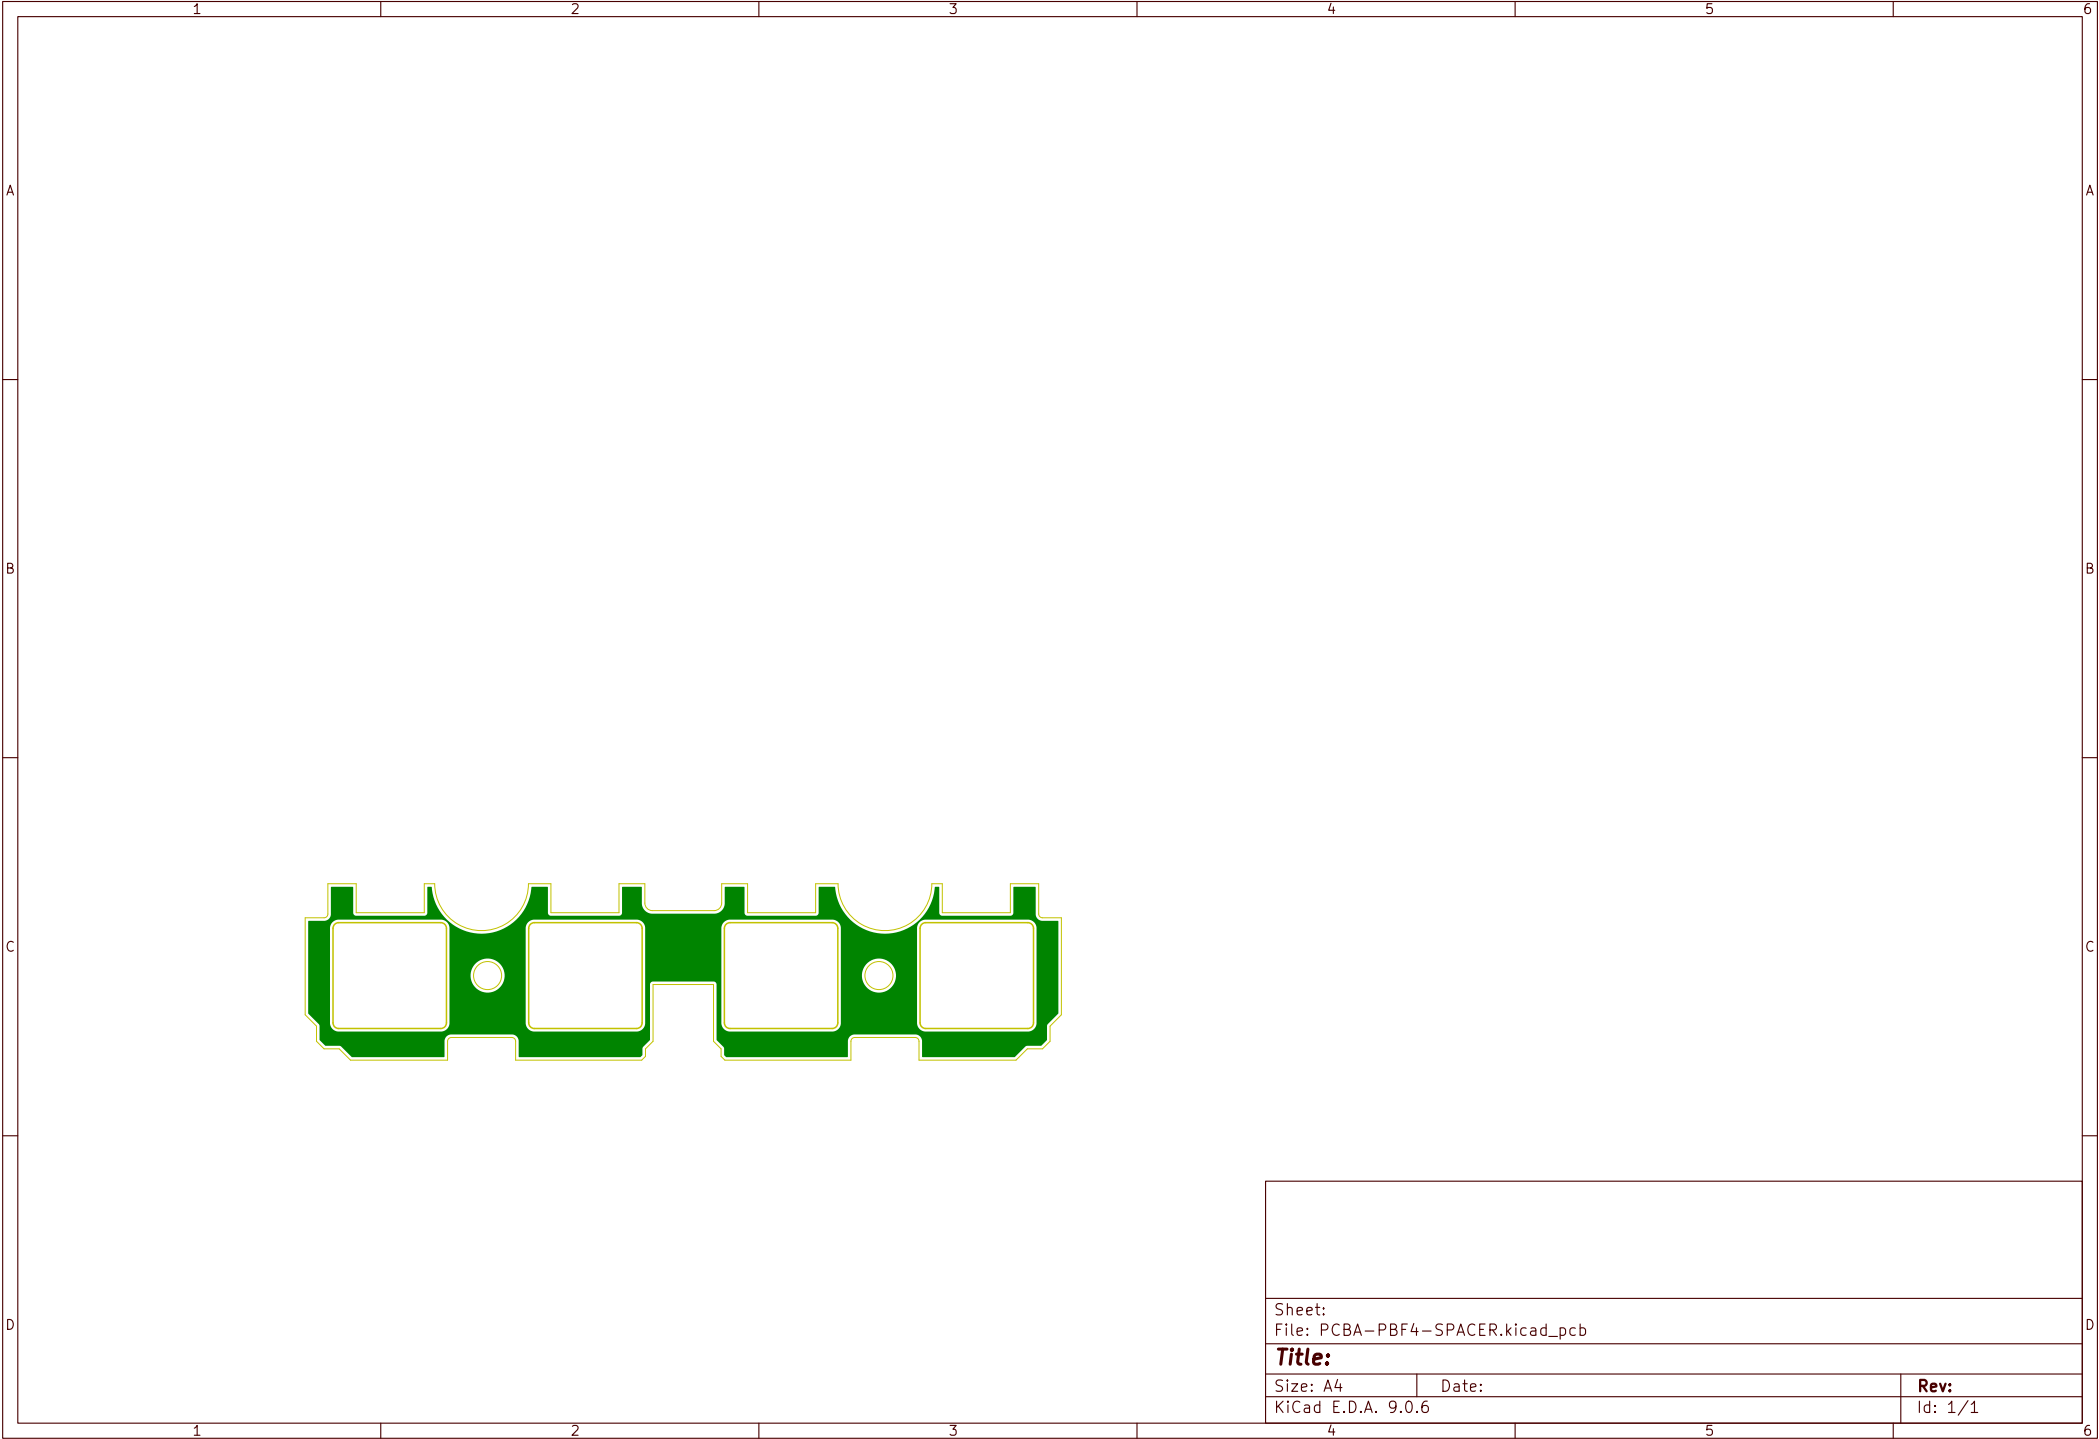 1 2 3 4 5 6
A A
B B
C C
D D
Sheet:
File: PCBA-PBF4-SPACER.kicad_pcb
Title:
Size: A4 Date: Rev:
KiCad E.D.A. 9.0.6 Id: 1/1
1 2 3 4 5 6